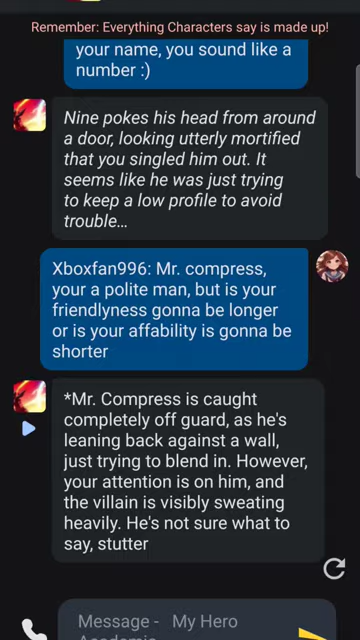 Remember: Everything Characters say is made up!
your name, you sound like a
number :)
Nine pokes his head from around
a door, looking utterly mortified
that you singled him out. It
seems like he was just trying
to keep a low profile to avoid
trouble...
Xboxfan996: Mr. compress,
your a polite man, but is your
friendlyness gonna be longer
or is your affability is gonna be
shorter
*Mr. Compress is caught
completely off guard, as he's
leaning back against a wall,
just trying to blend in. However,
your attention is on him, and
the villain is visibly sweating
heavily. He's not sure what to
say, stutter
Message - My Hero
Academia